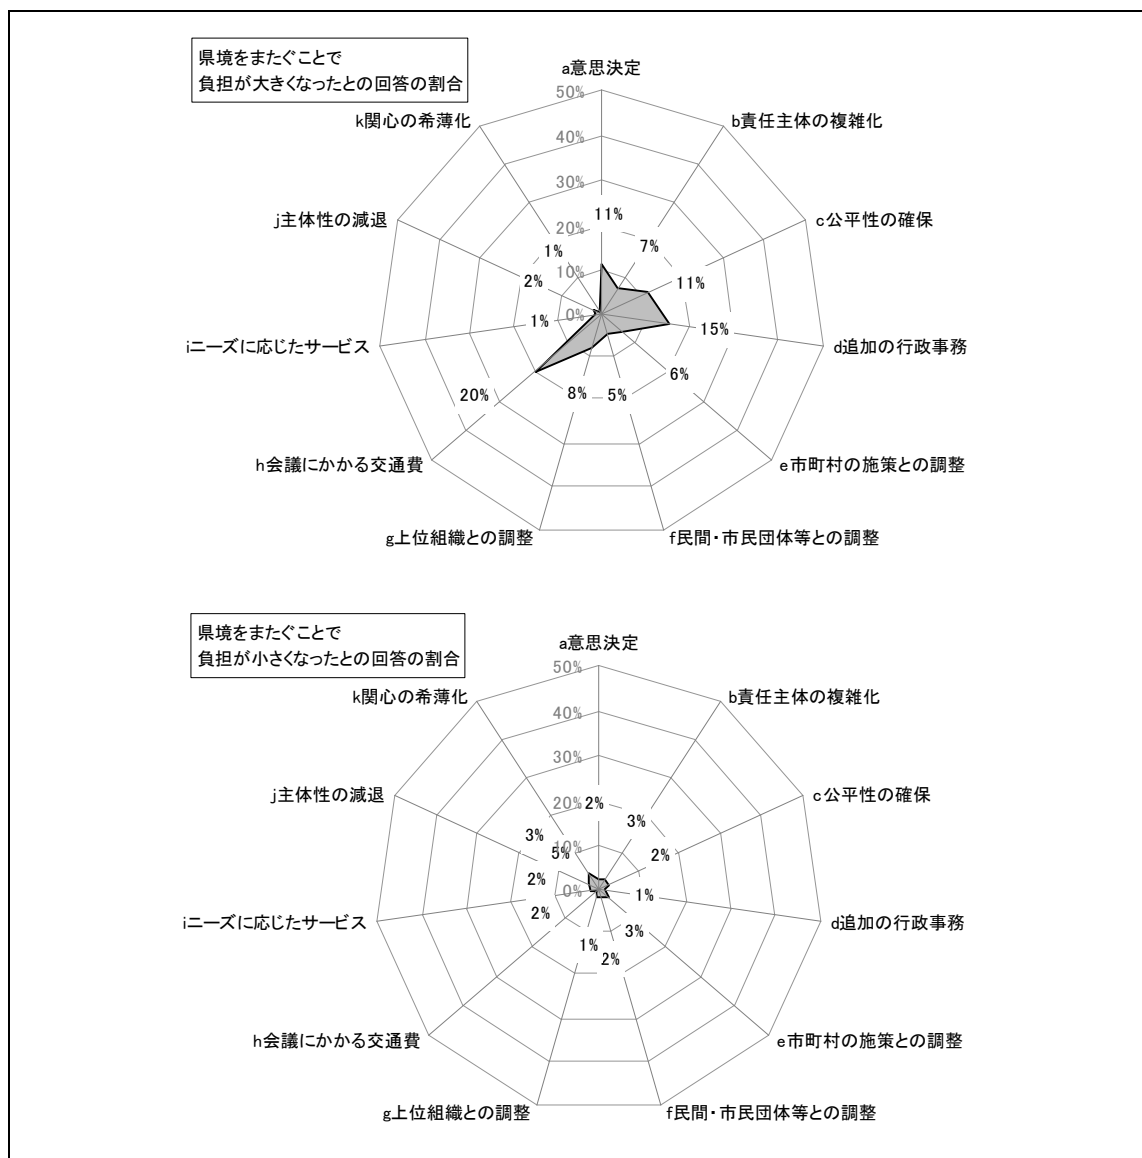 県境をまたぐことで
負担が大きくなったとの回答の割合
a意思決定
50%
k関心の希薄化
b責任主体の複雑化
40%
30%
j主体性の減退
11%
c公平性の確保
20%
7%
1%
10%
2%
11%
0%
iニーズに応じたサービス
1%
15%
d追加の行政事務
6%
20%
8%
5%
h会議にかかる交通費
e市町村の施策との調整
g上位組織との調整
f民間・市民団体等との調整
県境をまたぐことで
負担が小さくなったとの回答の割合
a意思決定
50%
k関心の希薄化
b責任主体の複雑化
40%
30%
j主体性の減退
c公平性の確保
20%
2%
3%
3%
10%
5%
2%
2%
0%
1%
iニーズに応じたサービス
d追加の行政事務
2%
3%
1%
2%
h会議にかかる交通費
e市町村の施策との調整
g上位組織との調整
f民間・市民団体等との調整